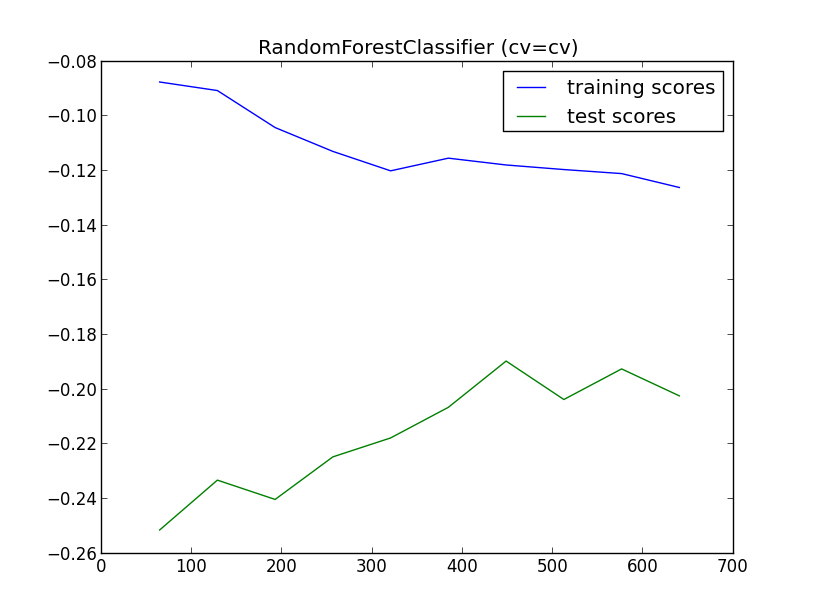 RandomForestClassifier (cv=cv)
training scores
test scores
−0.08
−0.10
−0.12
−0.14
−0.16
−0.18
−0.20
−0.22
−0.24
−0.26
0 100 200 300 400 500 600 700